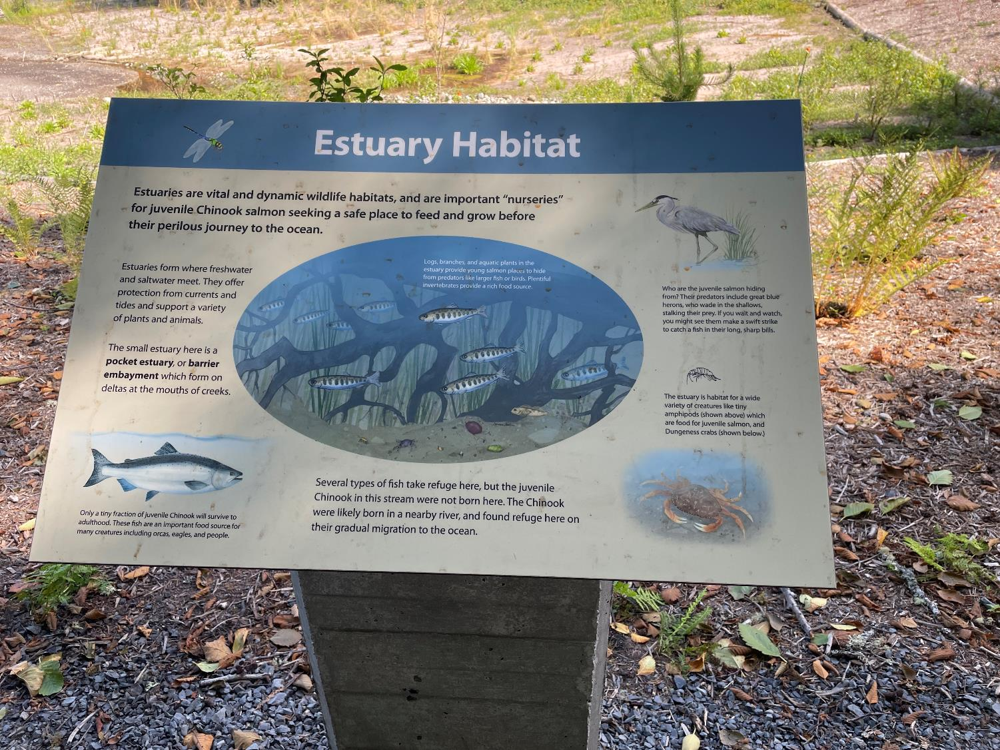 Estuary Habitat
Estuaries are vital and dynamic wildlife habitats, and are important “nurseries”
for juvenile Chinook salmon seeking a safe place to feed and grow before
their perilous journey to the ocean.
Estuaries form where freshwater
and saltwater meet. They offer
protection from currents and
tides and support a variety
of plants and animals.
The small estuary here is a
pocket estuary, or barrier
embayment which form on
deltas at the mouths of creeks.
Only a tiny fraction of juvenile Chinook will survive to
adulthood. These fish are an important food source for
many creatures including orcas, eagles, and people.
Logs, branches, and aquatic plants in the
estuary provide young salmon places to hide
from predators like larger fish or birds. Plentiful
invertebrates provide a rich food source.
Several types of fish take refuge here, but the juvenile
Chinook in this stream were not born here. The Chinook
were likely born in a nearby river, and found refuge here on
their gradual migration to the ocean.
Who are the juvenile salmon hiding
from? Their predators include great blue
herons, who wade in the shallows,
stalking their prey. If you wait and watch,
you might see them make a swift strike
to catch a fish in their long, sharp bills.
The estuary is habitat for a wide
variety of creatures like tiny
amphipods (shown above) which
are food for juvenile salmon, and
Dungeness crabs (shown below.)